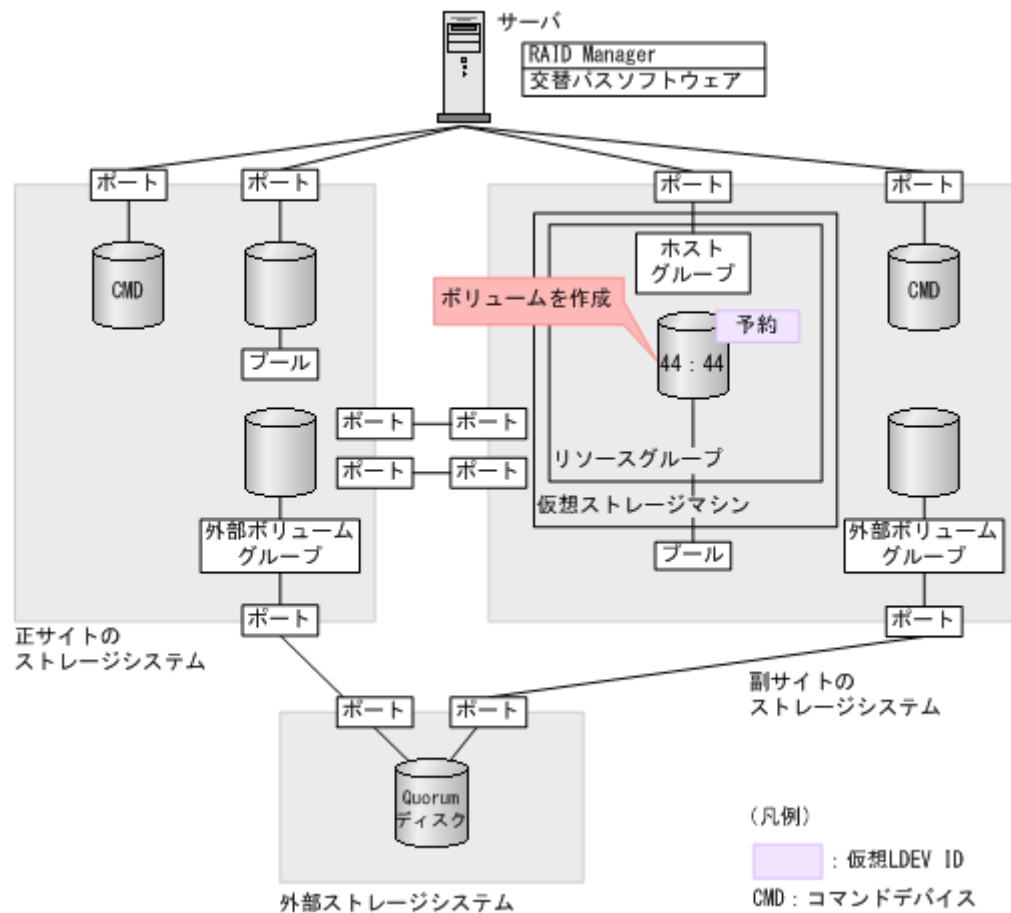 サーバ
RAID Manager
交替パスソフトウェア
ポート
ポート
ポート
ポート
CMD
プール
ホスト
グループ
ボリュームを作成
予約
44：44
CMD
ポート
ポート
ポート
ポート
リソースグループ
仮想ストレージマシン
プール
外部ボリューム
グループ
外部ボリューム
グループ
ポート
ポート
正サイトの
ストレージシステム
副サイトの
ストレージシステム
ポート
ポート
Quorum
ディスク
外部ストレージシステム
(凡例)
：仮想LDEV ID
CMD：コマンドデバイス